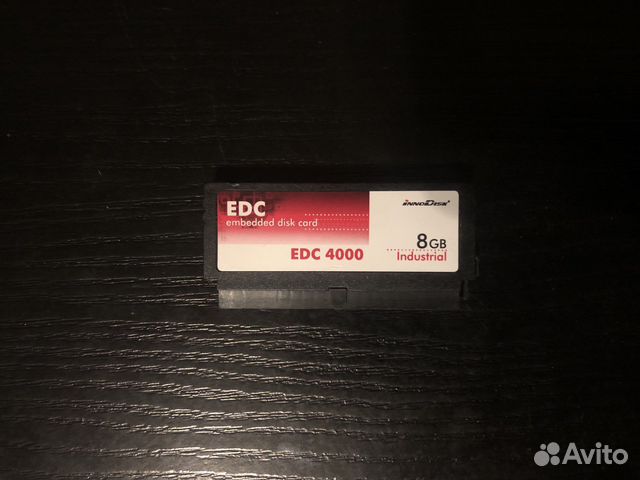 EDC
embedded disk card
EDC 4000
InnoDisk
8GB
Industrial
Avito